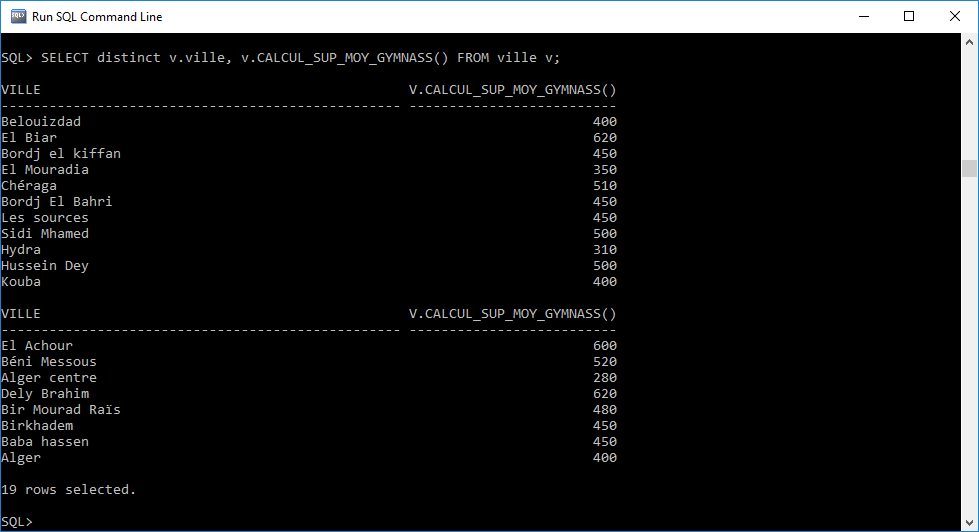 SQL> Run SQL Command Line
SQL> SELECT distinct v.ville, v.CALCUL_SUP_MOY_GYMNASS() FROM ville v;
VILLE V.CALCUL_SUP_MOY_GYMNASS()
-------------------------------------------------- --------------------------
Belouizdad 400
El Biar 620
Bordj el kiffan 450
El Mouradia 350
Chéraga 510
Bordj El Bahri 450
Les sources 450
Sidi Mhamed 500
Hydra 310
Hussein Dey 500
Kouba 400
VILLE V.CALCUL_SUP_MOY_GYMNASS()
-------------------------------------------------- --------------------------
El Achour 600
Béni Messous 520
Alger centre 280
Dely Brahim 620
Bir Mourad Raïs 480
Birkhadem 450
Baba hassen 450
Alger 400
19 rows selected.
SQL>